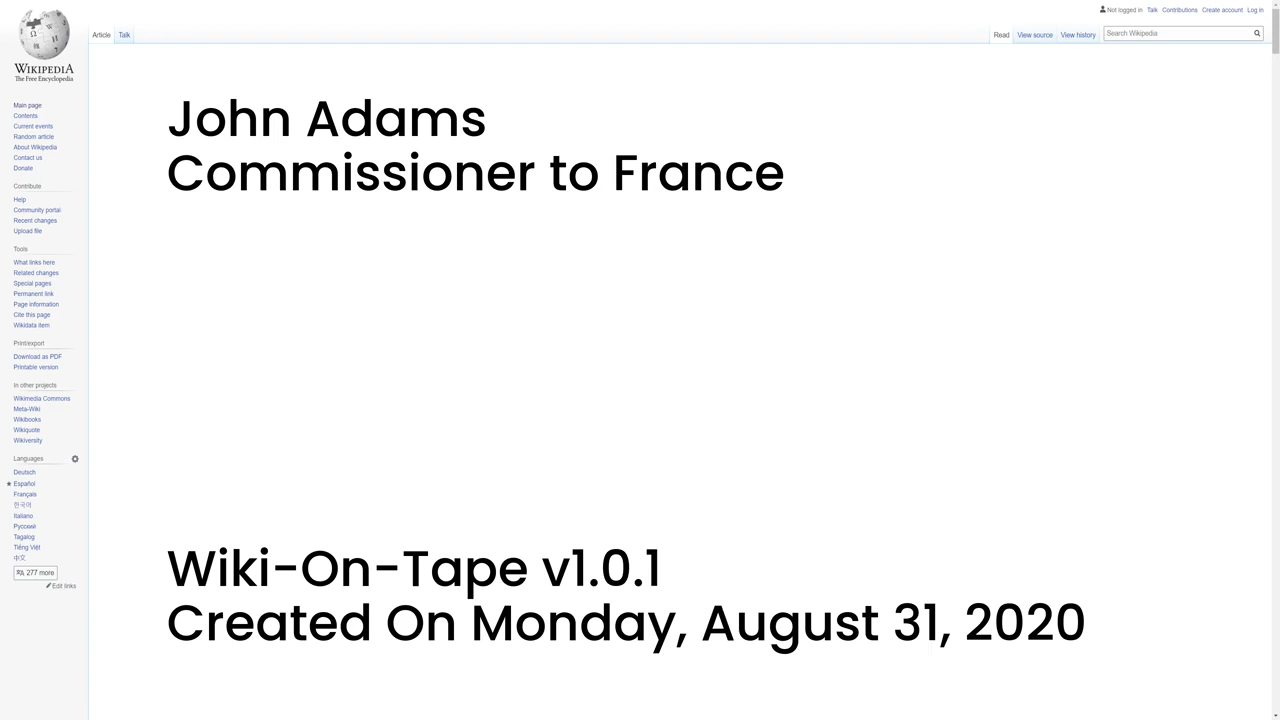 Not logged in Talk Contributions Create account Log in
Article Talk Read View source View history Search Wikipedia
WIKIPEDIA
The Free Encyclopedia
Main page
Contents
Current events
Random article
About Wikipedia
Contact us
Donate
Contribute
Help
Community portal
Recent changes
Upload file
Tools
What links here
Related changes
Special pages
Permanent link
Page information
Cite this page
Wikidata item
Print/export
Download as PDF
Printable version
In other projects
Wikimedia Commons
Meta-Wiki
Wikibooks
Wikiquote
Wikiversity
Languages
Deutsch
Español
Français
한국어
Italiano
Русский
Tagalog
Tiếng Việt
中文
277 more
Edit links
John Adams
Commissioner to France
Wiki-On-Tape v1.0.1
Created On Monday, August 31, 2020